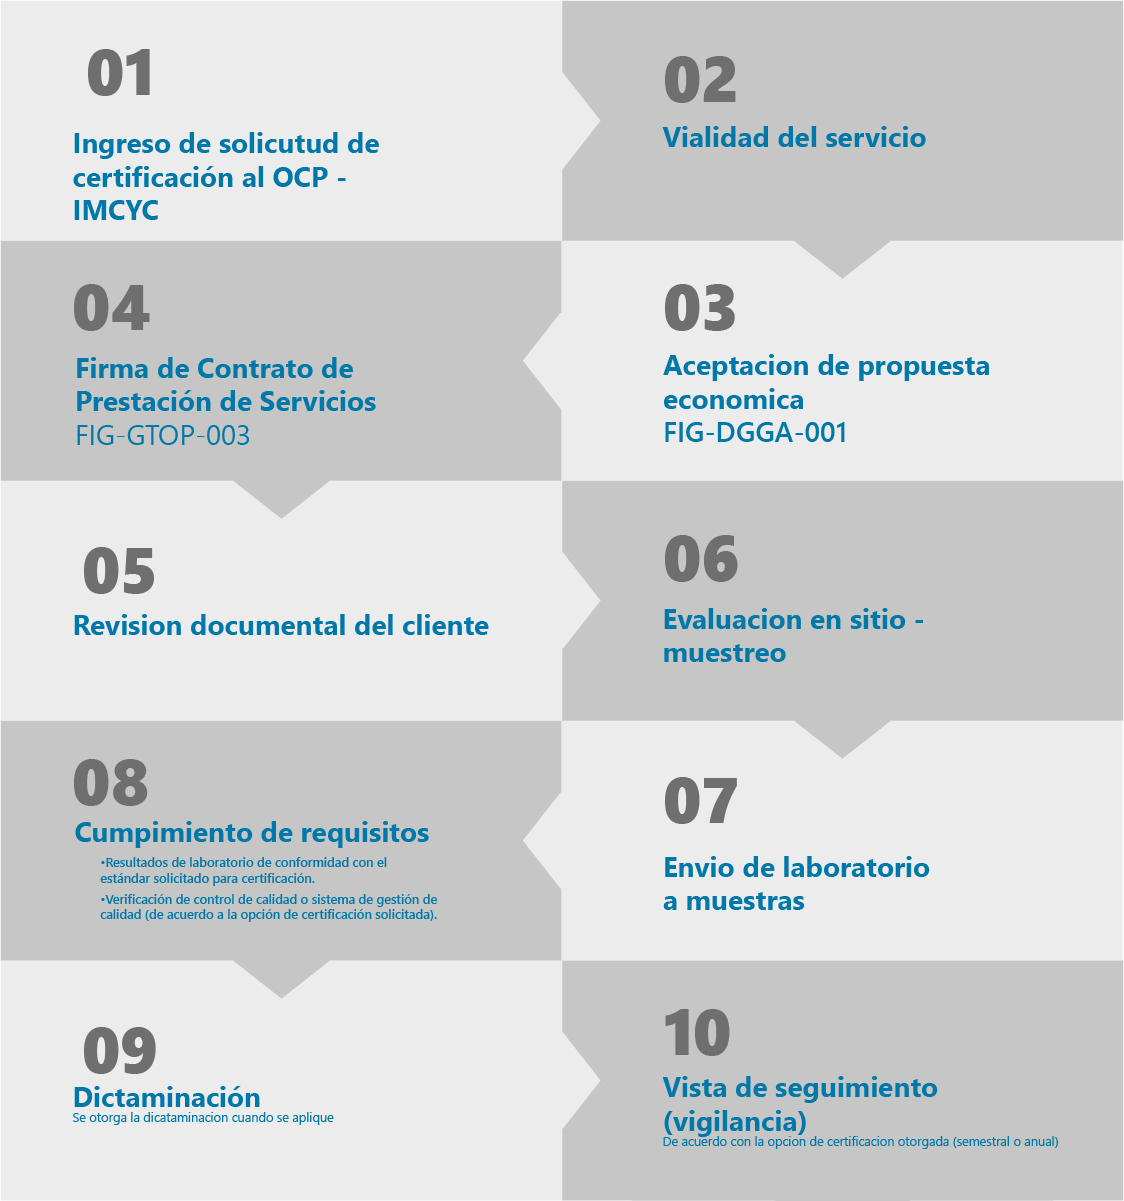 01
Ingreso de solicutud de
certificación al OCP -
IMCYC
02
Vialidad del servicio
03
Aceptacion de propuesta
economica
FIG-DGGA-001
04
Firma de Contrato de
Prestación de Servicios
FIG-GTOP-003
05
Revision documental del cliente
06
Evaluacion en sitio -
muestreo
07
Envio de laboratorio
a muestras
08
Cumpimiento de requisitos
•Resultados de laboratorio de conformidad con el
estándar solicitado para certificación.
•Verificación de control de calidad o sistema de gestión de
calidad (de acuerdo a la opción de certificación solicitada).
09
Dictaminación
Se otorga la dicataminacion cuando se aplique
10
Vista de seguimiento
(vigilancia)
De acuerdo con la opcion de certificacion otorgada (semestral o anual)